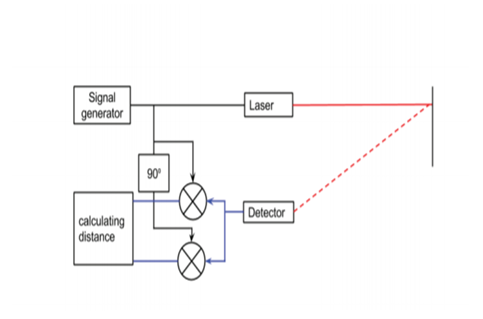 Signal
generator
Laser
90°
calculating
distance
Detector